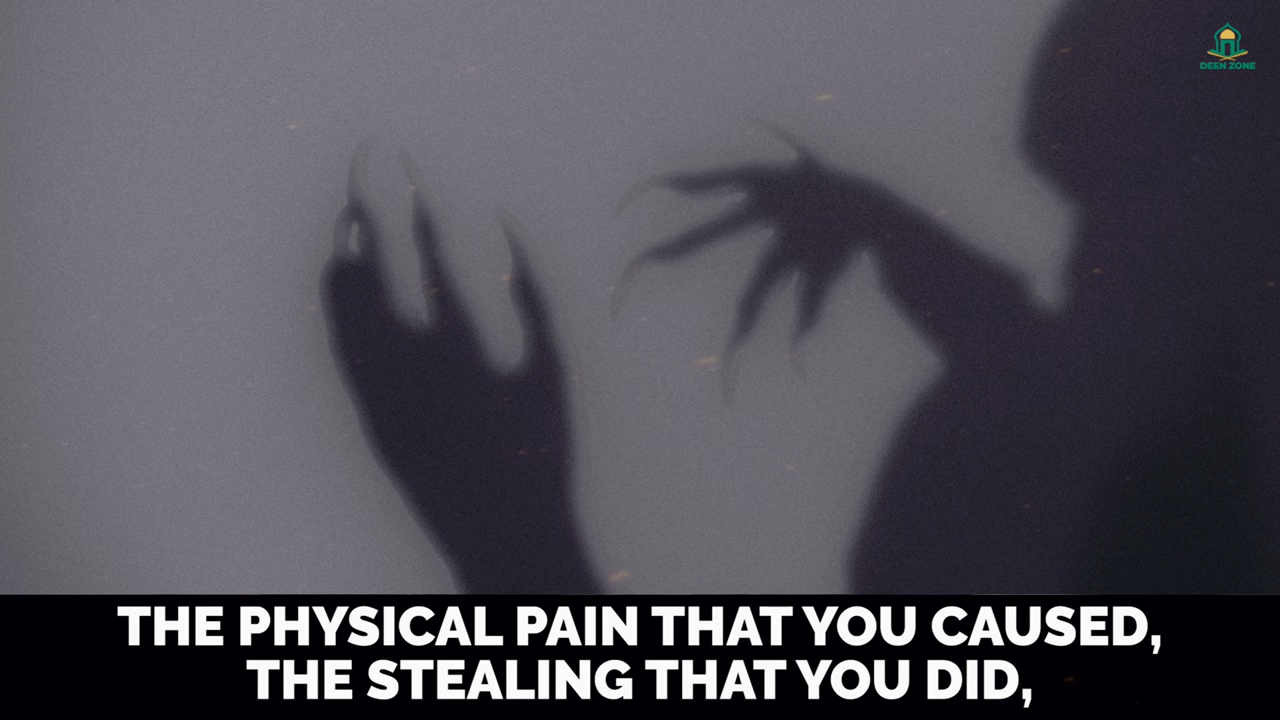 DEEN ZONE
THE PHYSICAL PAIN THAT YOU CAUSED,
THE STEALING THAT YOU DID,